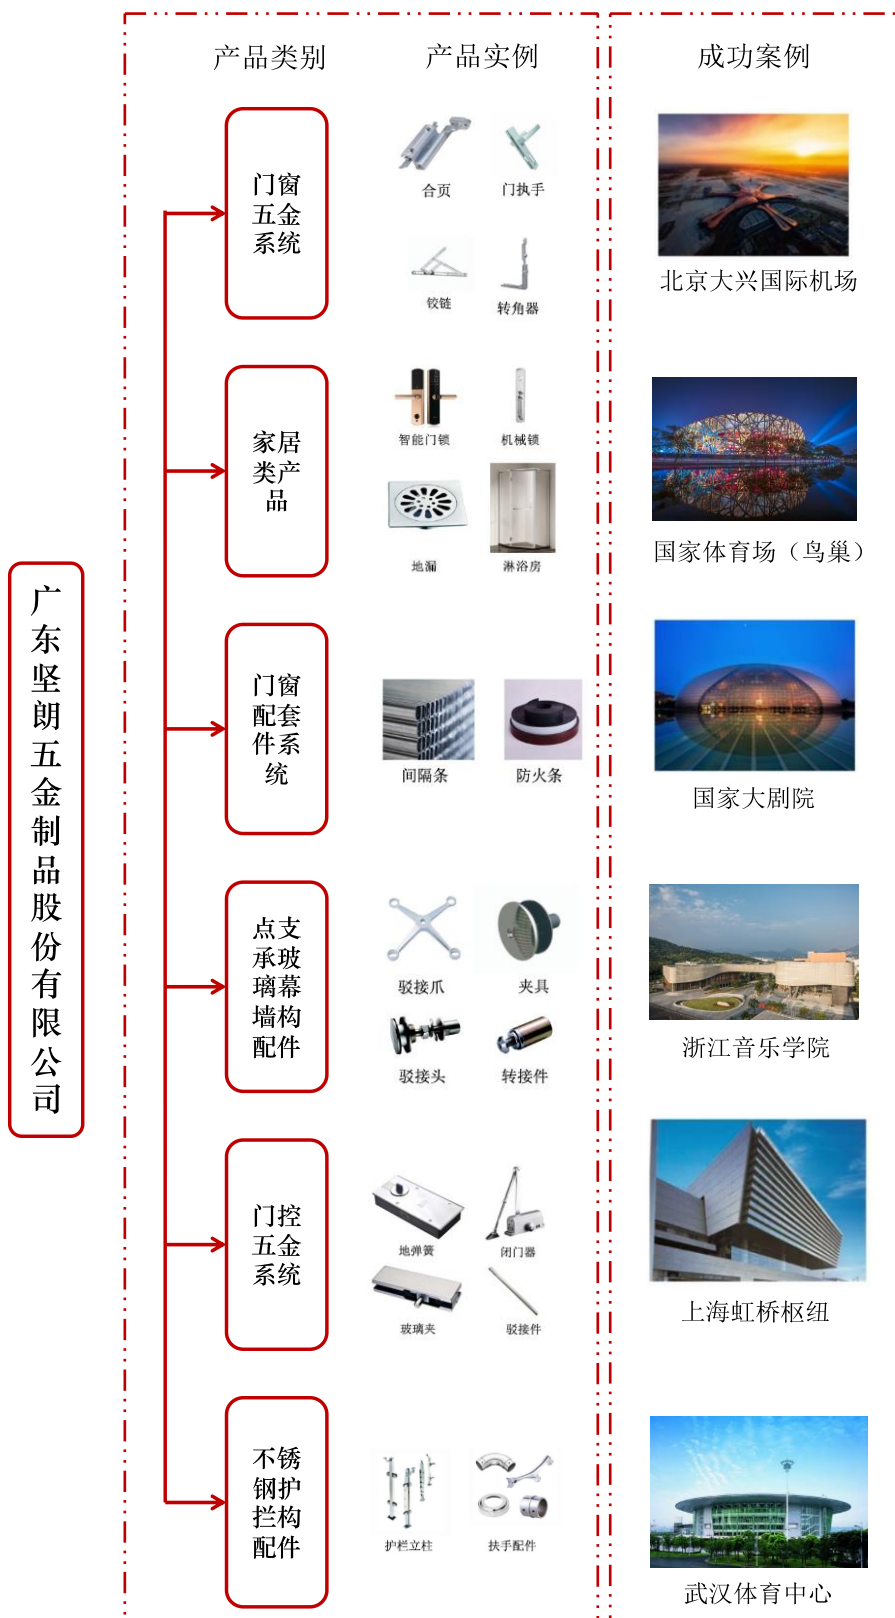 产品类别
产品实例
成功案例
广东坚朗五金制品股份有限公司
门窗
五金
系统
合页
门执手
铰链
转角器
北京大兴国际机场
家居
类产
品
智能门锁
机械锁
地漏
淋浴房
国家体育场（鸟巢）
门窗
配套
件系
统
间隔条
防火条
国家大剧院
点支
承玻
璃幕
墙构
配件
驳接爪
夹具
驳接头
转接件
浙江音乐学院
门控
五金
系统
地弹簧
闭门器
玻璃夹
驳接件
上海虹桥枢纽
不锈
钢护
拦构
配件
护栏立柱
扶手配件
武汉体育中心